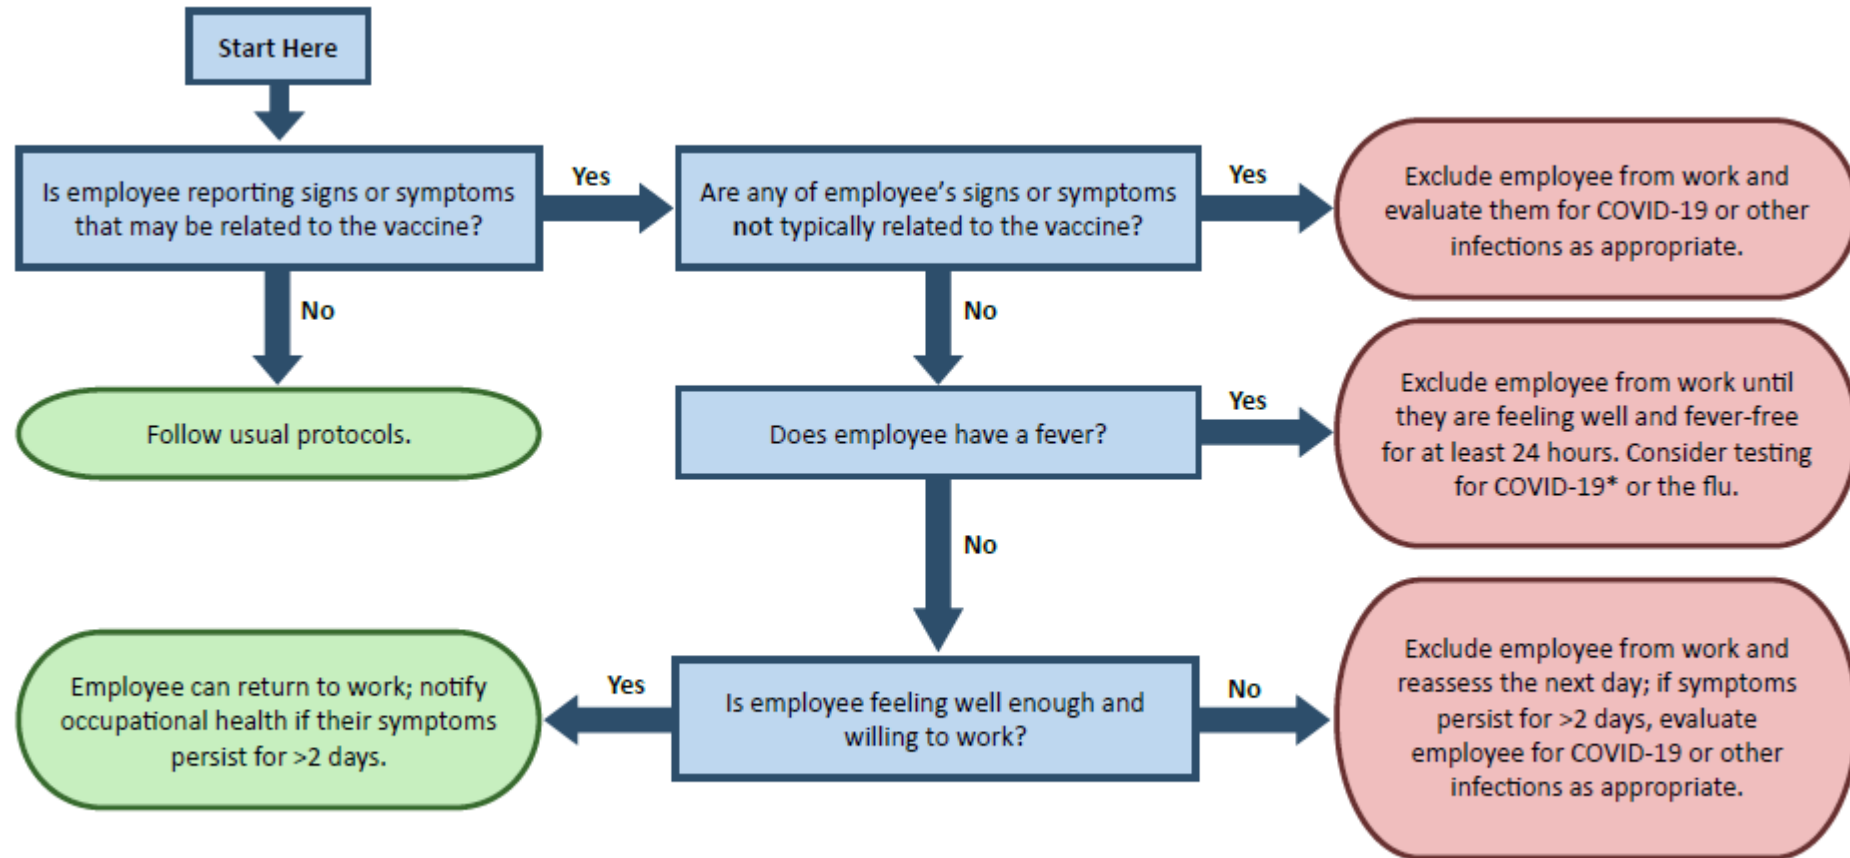 Start Here
Is employee reporting signs or symptoms
that may be related to the vaccine?
Yes
Are any of employee's signs or symptoms
not typically related to the vaccine?
Yes
Exclude employee from work and
evaluate them for COVID-19 or other
infections as appropriate.
No
No
Follow usual protocols.
Does employee have a fever?
Yes
Exclude employee from work until
they are feeling well and fever-free
for at least 24 hours. Consider testing
for COVID-19* or the flu.
No
Employee can return to work; notify
occupational health if their symptoms
persist for >2 days.
Yes
Is employee feeling well enough and
willing to work?
No
Exclude employee from work and
reassess the next day; if symptoms
persist for >2 days, evaluate
employee for COVID-19 or other
infections as appropriate.